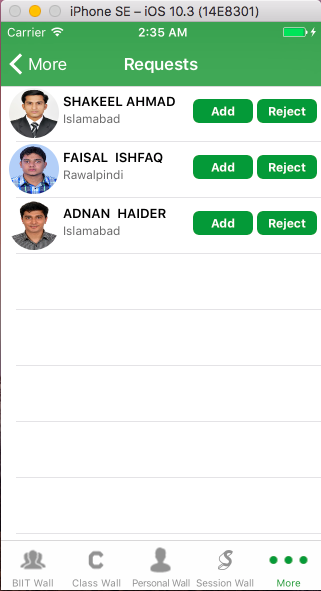 iPhone SE – iOS 10.3 (14E8301)
Carrier 2:35 AM
More Requests
SHAKEEL AHMAD
Islamabad
Add Reject
FAISAL ISHFAQ
Rawalpindi
Add Reject
ADNAN HAIDER
Islamabad
Add Reject
BIIT Wall Class Wall Personal Wall Session Wall More